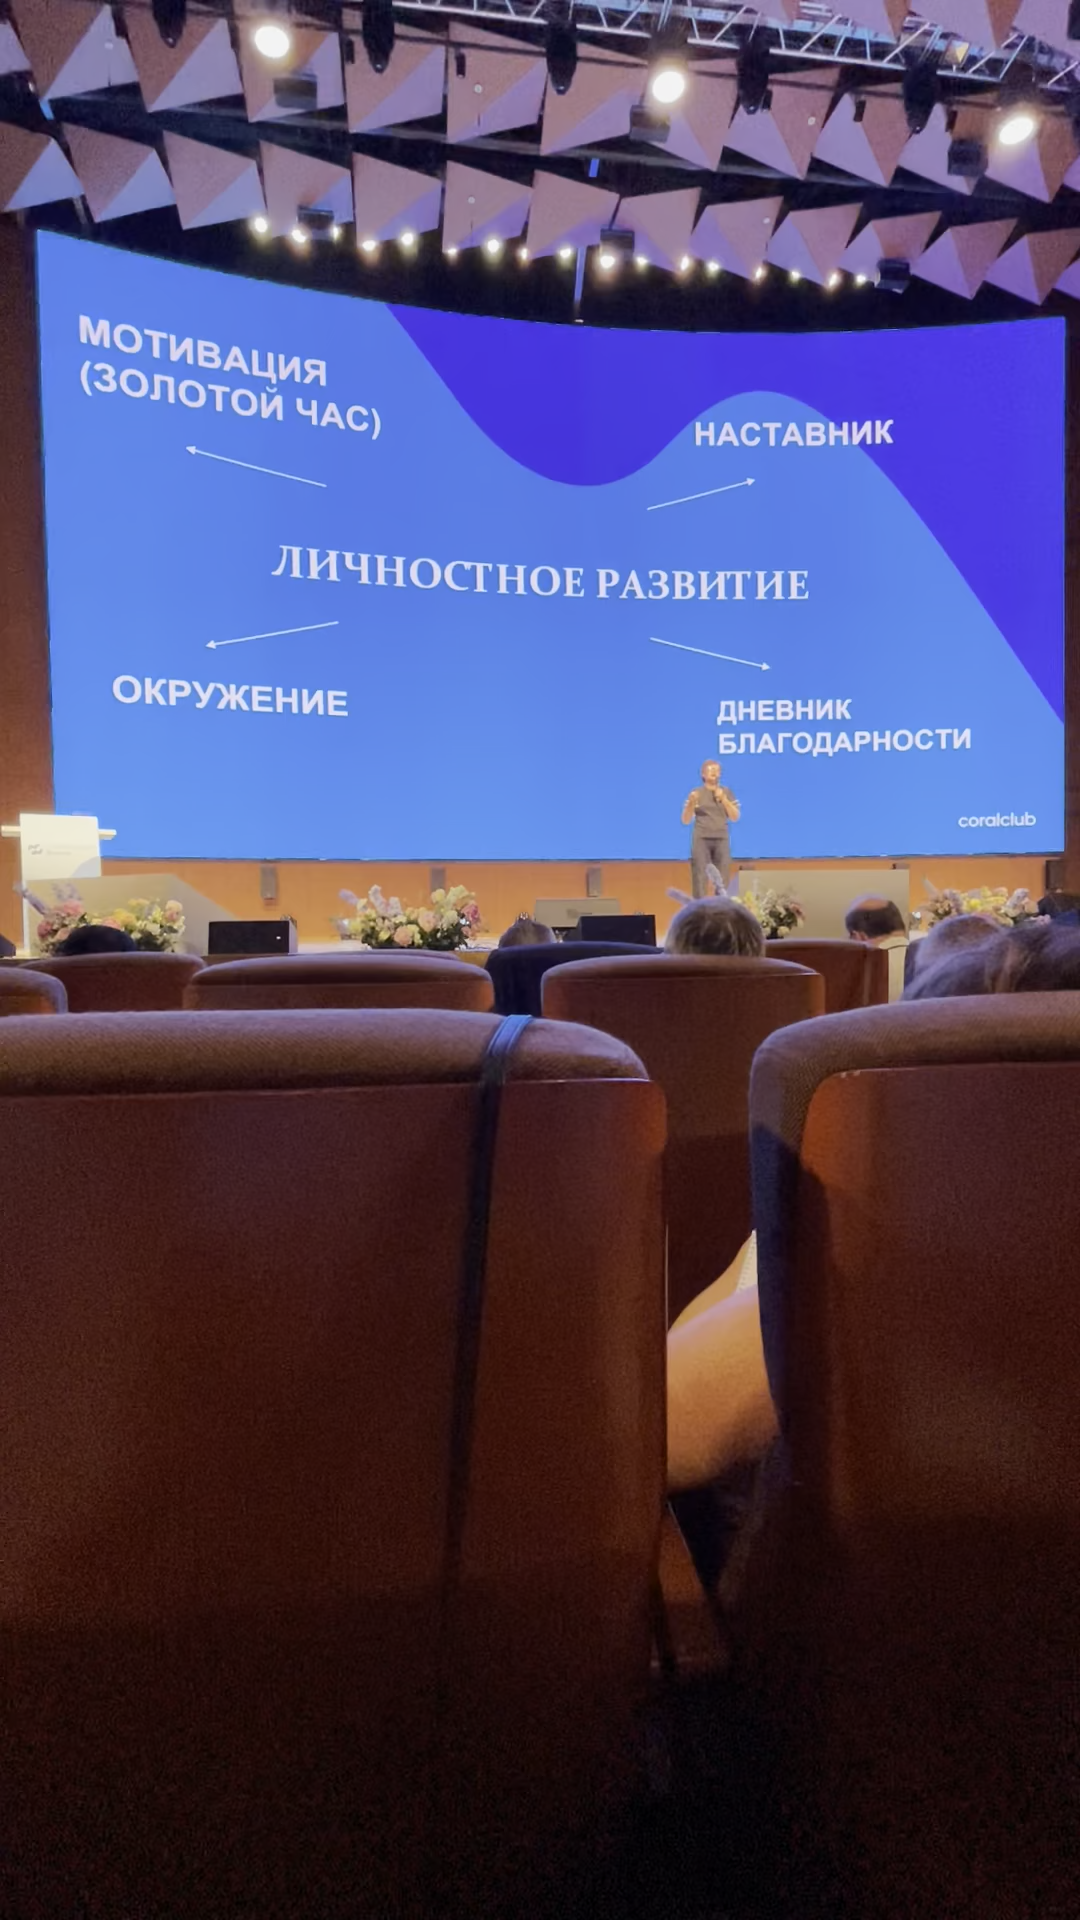 МОТИВАЦИЯ
(ЗОЛОТОЙ ЧАС)
НАСТАВНИК
ЛИЧНОСТНОЕ РАЗВИТИЕ
ОКРУЖЕНИЕ
ДНЕВНИК
БЛАГОДАРНОСТИ
coralclub